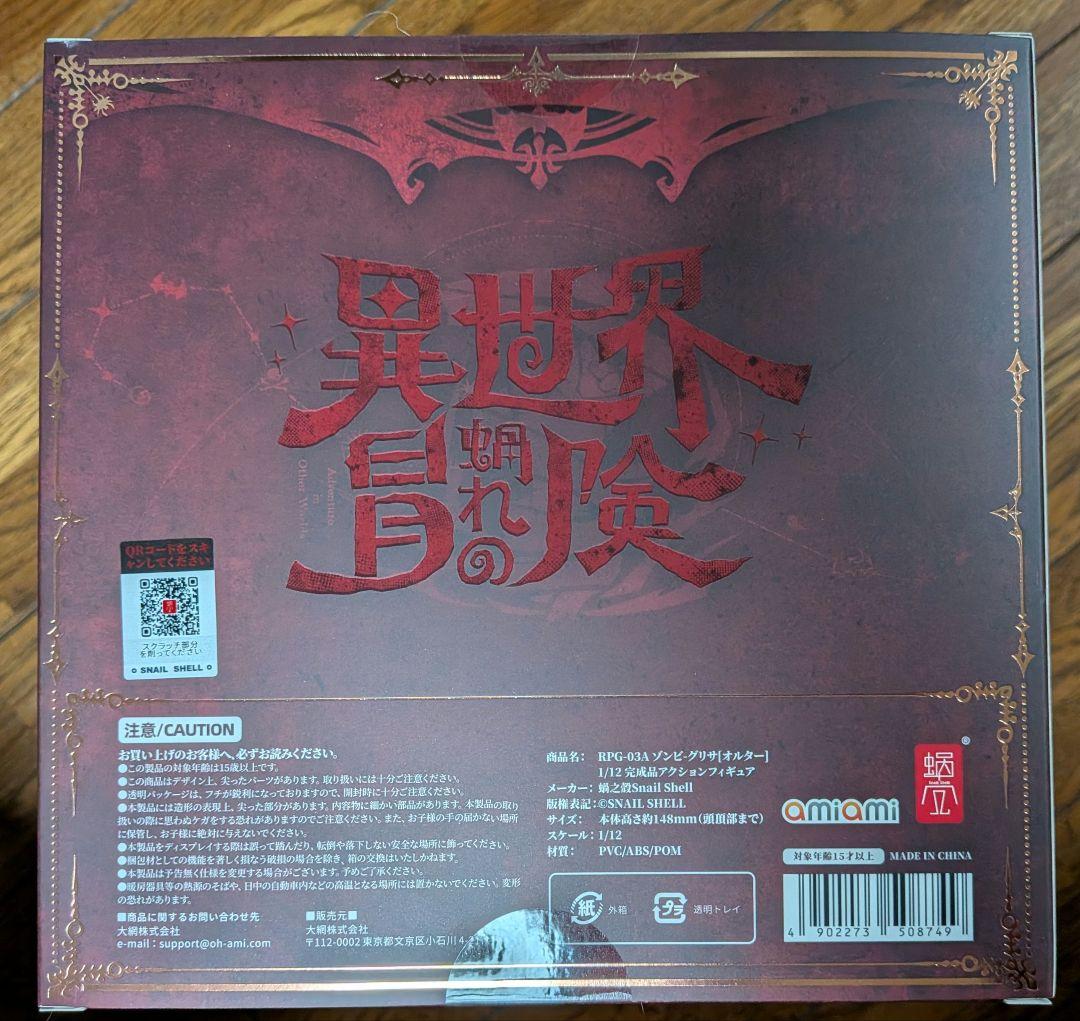 異世界
蝸れの
冒険
Adventure
in
Other World
QRコードをスキ
ャンしてください
スクラッチ部分
を削ってください
SNAIL SHELL
注意/CAUTION
お買い上げのお客様へ、必ずお読みください。
●この製品の対象年齢は15歳以上です。
●この商品はデザイン上、尖ったパーツがあります。取り扱いには十分ご注意ください。
●透明パッケージは、フチが鋭利になっておりますので、開封時に十分ご注意ください。
●本製品には造形の表現上、尖った部分があります。内容物に細かい部品があります。本製品の取り
扱いの際に思わぬケガをする恐れがありますのでご注意ください。また、お子様の手の届かない場所
に保管し、お子様に絶対に与えないでください。
●本製品をディスプレイする際は誤って踏んだり、転倒や落下しない安全な場所に飾ってください。
●梱包材としての機能を著しく損なう破損の場合を除き、箱の交換はいたしかねます。
●本製品は予告無く仕様を変更する場合がございます。予めご了承ください。
●暖房器具等の熱源のそばや、日中の自動車内などの高温となる場所には置かないでください。変形
の恐れがあります。
■商品に関するお問い合わせ先
大網株式会社
e-mail：support@oh-ami.com
■販売元■
大網株式会社
〒112-0002 東京都文京区小石川4-
商品名： RPG-03A ゾンビ-グリサ[オルター]
1/12 完成品アクションフィギュア
メーカー：蝸之殻Snail Shell
版権表記：©SNAIL SHELL
サイズ： 本体高さ約148mm(頭頂部まで)
スケール：1/12
材質： PVC/ABS/POM
紙 外箱
プラ 透明トレイ
amiami
蝸
SNAIL SHELL
®
対象年齢15才以上 MADE IN CHINA
4 902273 508749